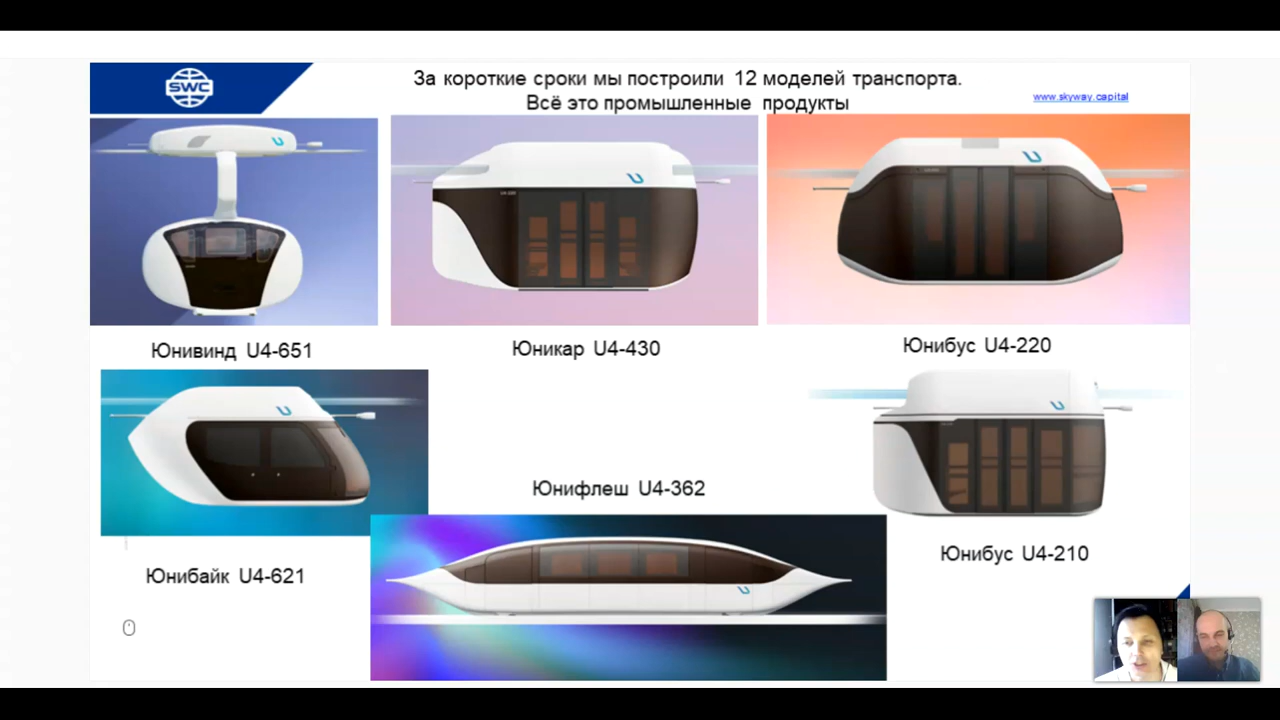 SWC
За короткие сроки мы построили 12 моделей транспорта.
Всё это промышленные продукты
www.skyway.capital
Юнивинд U4-651
Юникар U4-430
Юнибус U4-220
Юнифлеш U4-362
Юнибайк U4-621
Юнибус U4-210